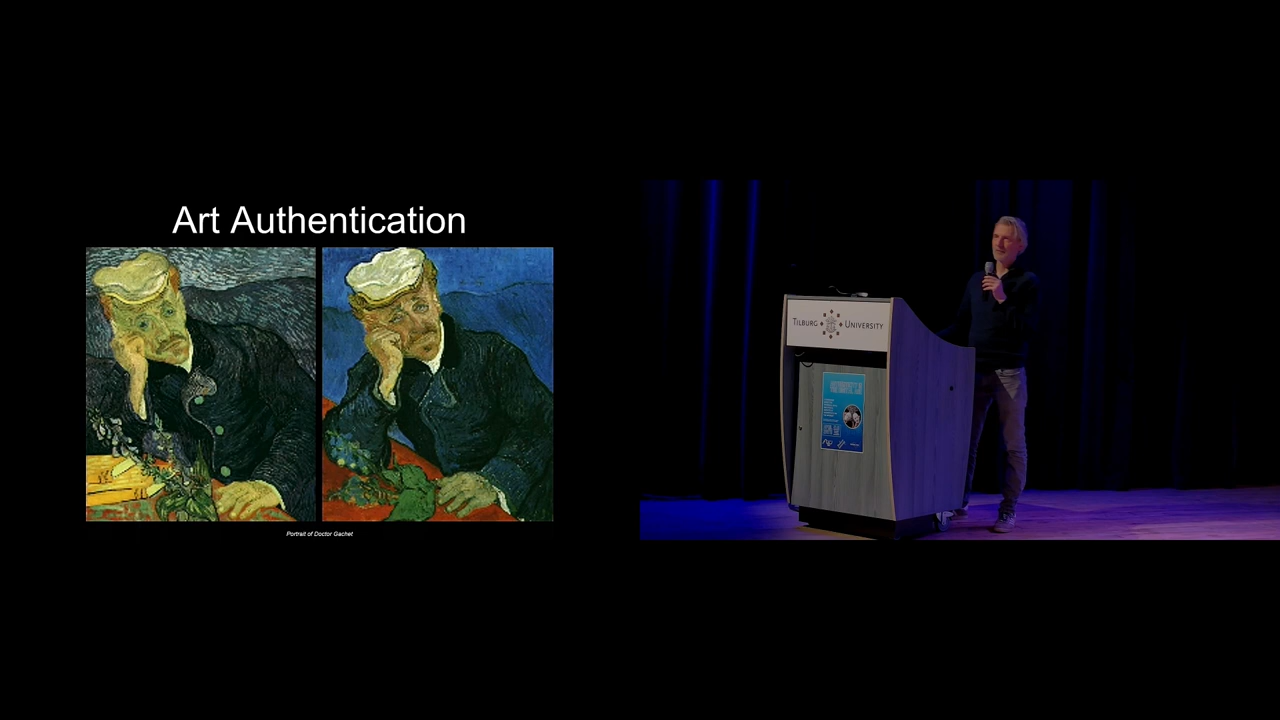 Art Authentication
Portrait of Doctor Gachet
TILBURG UNIVERSITY